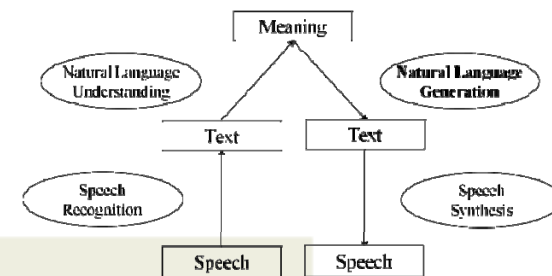 Meaning
Natural Language
Understanding
Natural Language
Generation
Text
Text
Speech
Recognition
Speech
Synthesis
Speech
Speech